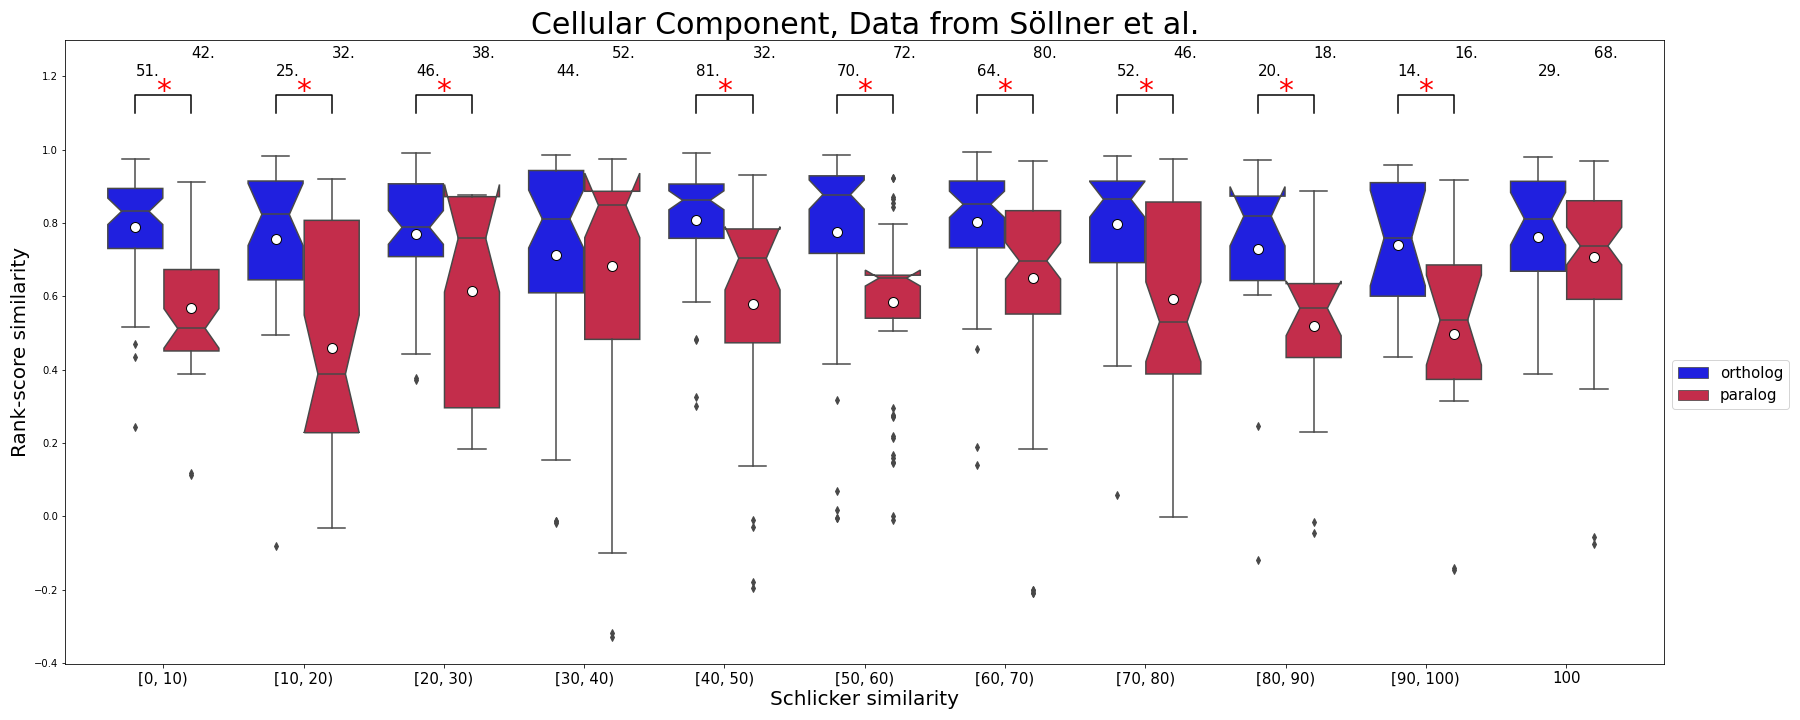 Cellular Component, Data from Söllner et al.
42. 32. 38. 52. 32. 72. 80. 46. 18. 16. 68.
51. 25. 46. 44. 81. 70. 64. 52. 20. 14. 29.
* * * * * * * * *
1.2
1.0
0.8
0.6
0.4
0.2
0.0
−0.2
−0.4
Rank-score similarity
ortholog
paralog
[0, 10) [10, 20) [20, 30) [30, 40) [40, 50) [50, 60) [60, 70) [70, 80) [80, 90) [90, 100) 100
Schlicker similarity